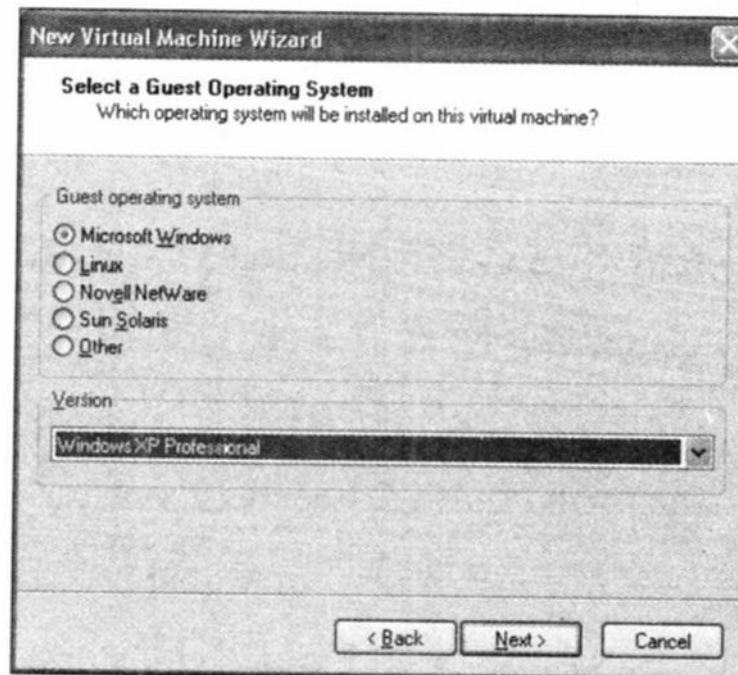 New Virtual Machine Wizard
Select a Guest Operating System
Which operating system will be installed on this virtual machine?
Guest operating system
Microsoft Windows
Linux
Novell NetWare
Sun Solaris
Other
Version
Windows XP Professional
< Back
Next >
Cancel